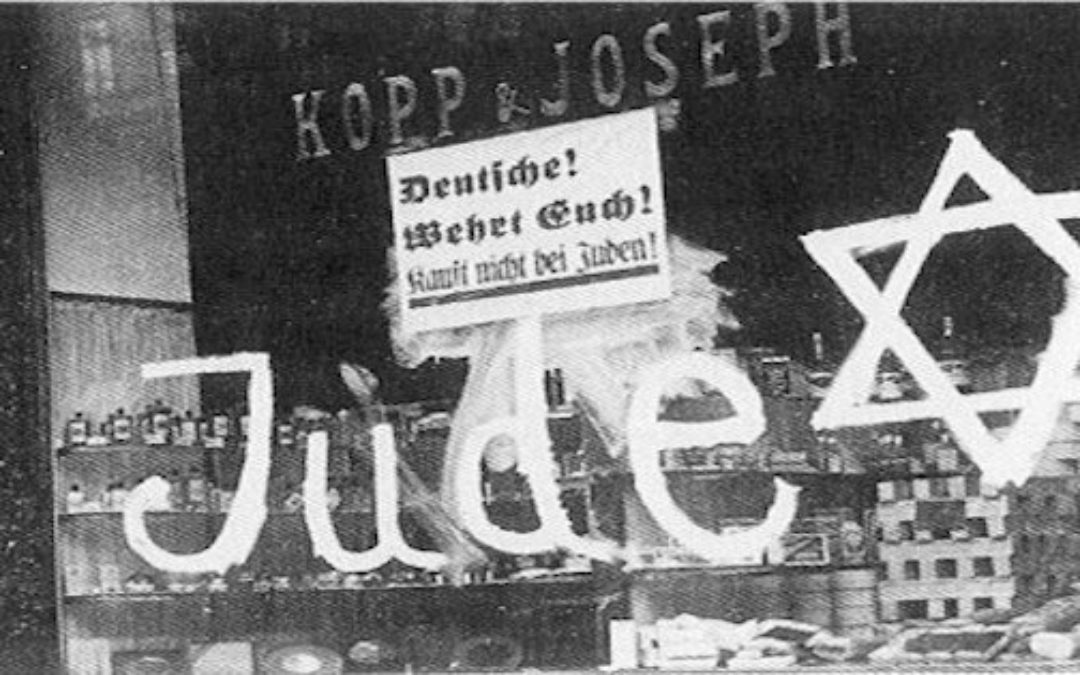 KOPP & JOSEPH
Deutsche!
Wehrt Euch!
Kauft nicht bei Juden!
Jude